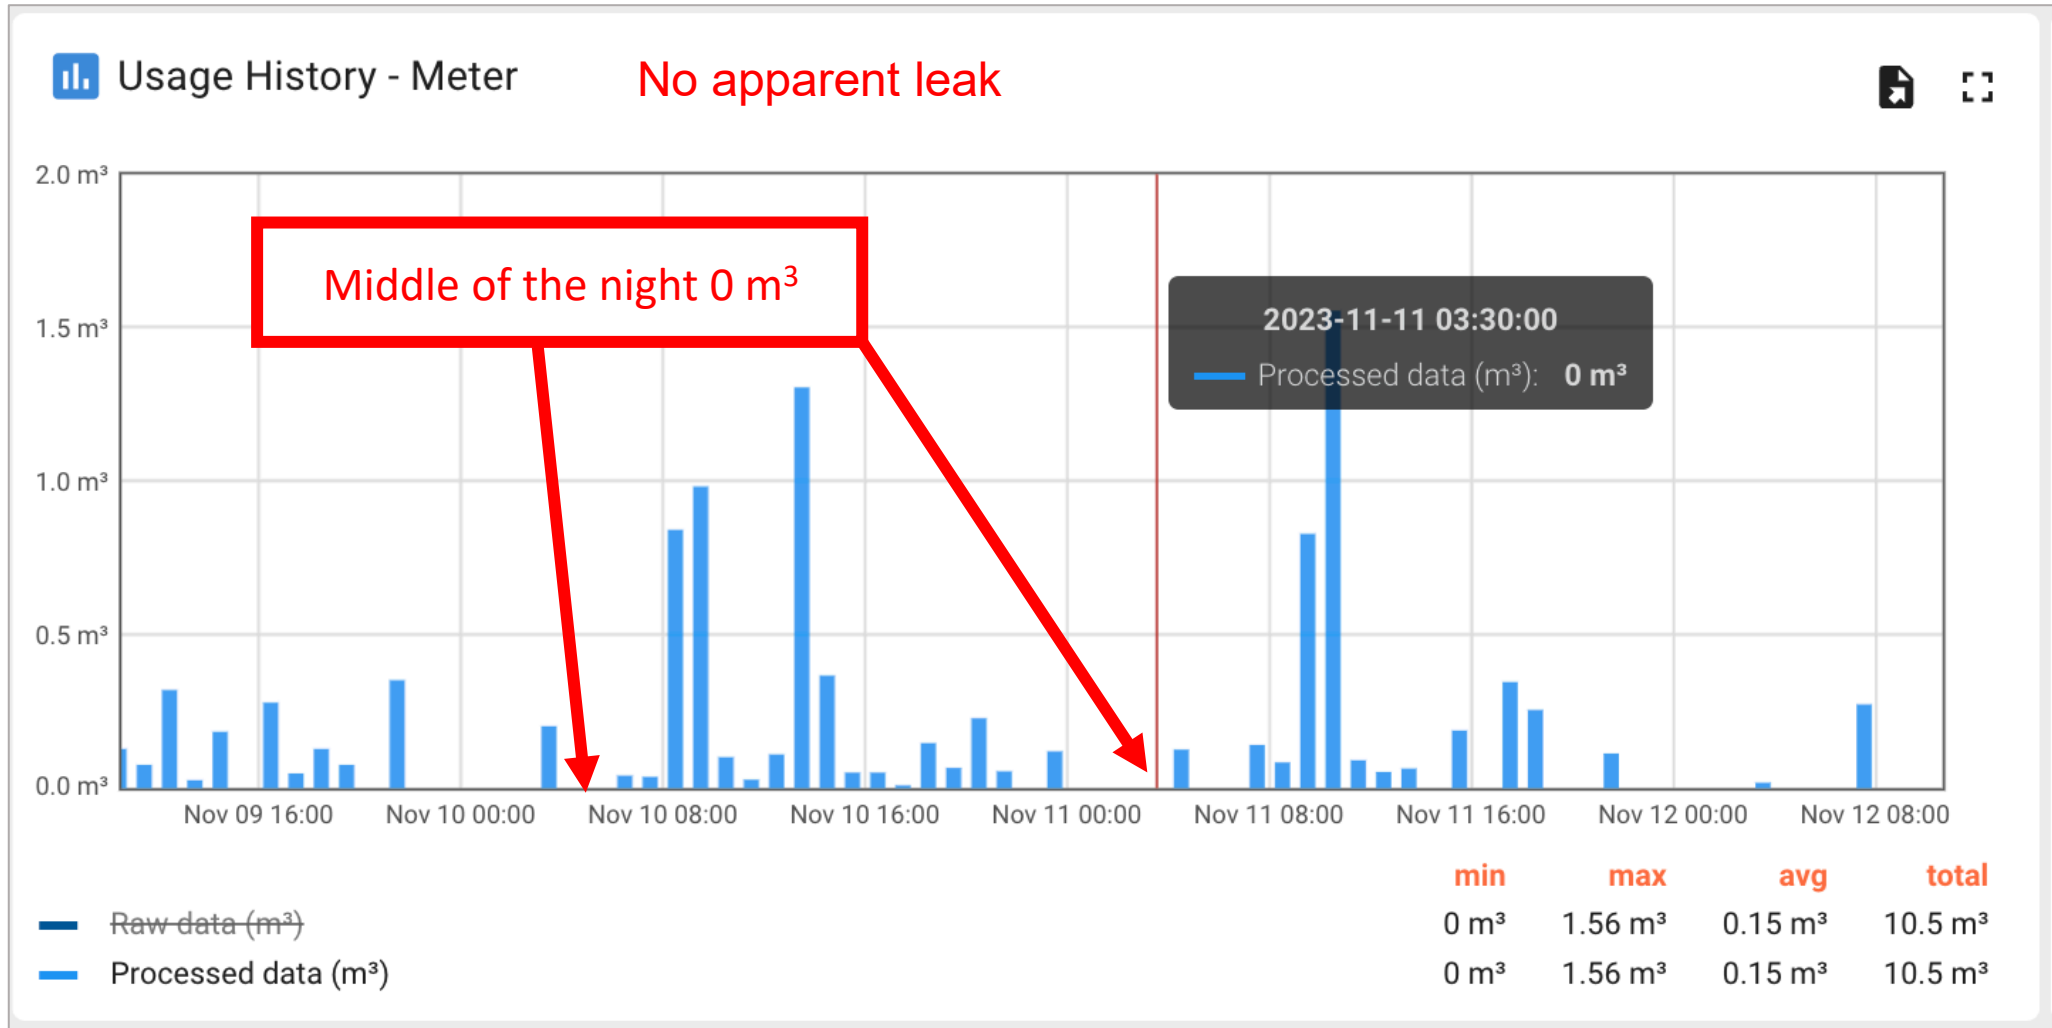 Usage History - Meter
No apparent leak
2.0 m³
1.5 m³
1.0 m³
0.5 m³
0.0 m³
Middle of the night 0 m³
2023-11-11 03:30:00
Processed data (m³): 0 m³
Nov 09 16:00 Nov 10 00:00 Nov 10 08:00 Nov 10 16:00 Nov 11 00:00 Nov 11 08:00 Nov 11 16:00 Nov 12 00:00 Nov 12 08:00
min max avg total
Raw data (m³) 0 m³ 1.56 m³ 0.15 m³ 10.5 m³
Processed data (m³) 0 m³ 1.56 m³ 0.15 m³ 10.5 m³